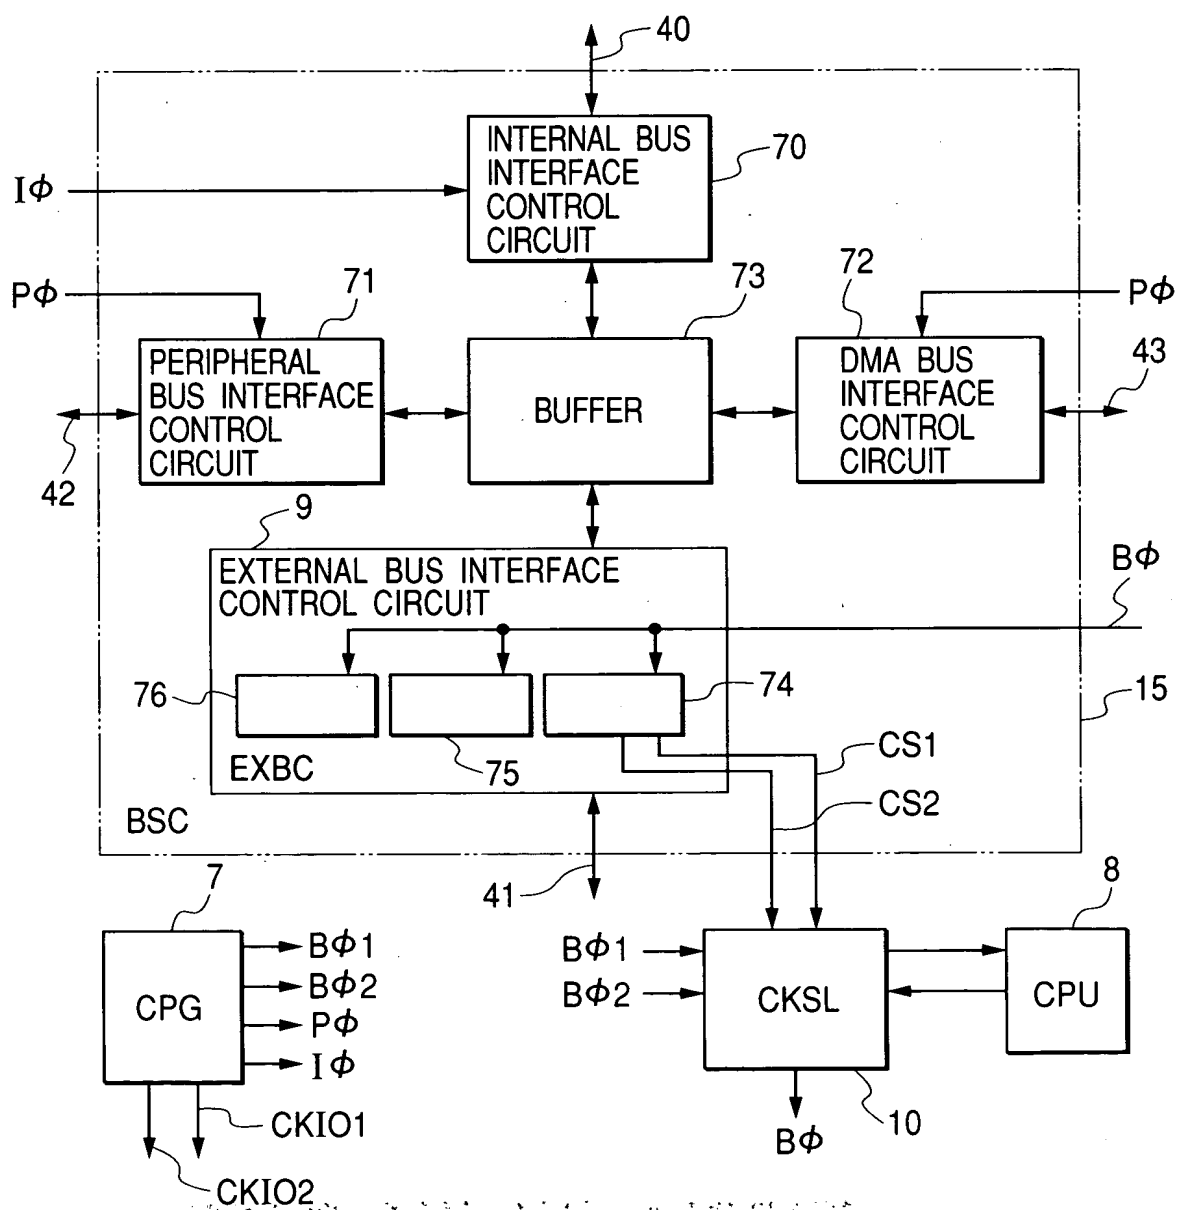 40
INTERNAL BUS
INTERFACE
CONTROL
CIRCUIT
70
IΦ
PΦ
71
73
72
PΦ
PERIPHERAL
BUS INTERFACE
CONTROL
CIRCUIT
BUFFER
DMA BUS
INTERFACE
CONTROL
CIRCUIT
43
42
9
EXTERNAL BUS INTERFACE
CONTROL CIRCUIT
BΦ
76
74
15
75
EXBC
CS1
CS2
BSC
41
7
8
CPG
BΦ1
BΦ2
PΦ
IΦ
BΦ1
BΦ2
CKSL
CPU
CKIO1
10
BΦ
CKIO2